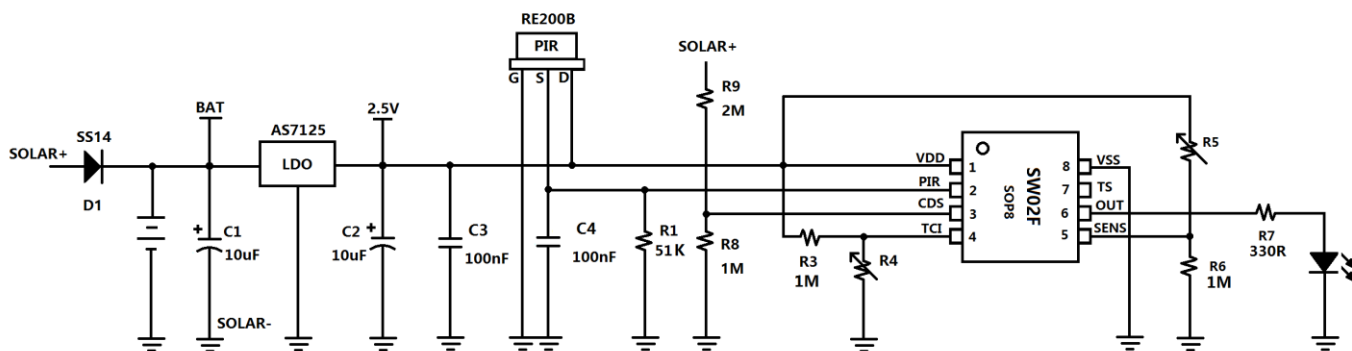 RE200B
PIR
G S D
SOLAR+
R9
2M
BAT
2.5V
SS14
AS7125
R5
SOLAR+
LDO
VDD
1
8
VSS
D1
PIR
2
7
TS
SW02F
SOP8
CDS
3
6
OUT
TCI
4
5
SENS
+
C1
10uF
+
C2
10uF
C3
100nF
C4
100nF
R1
51K
R8
1M
R3
1M
R4
R6
1M
R7
330R
SOLAR-